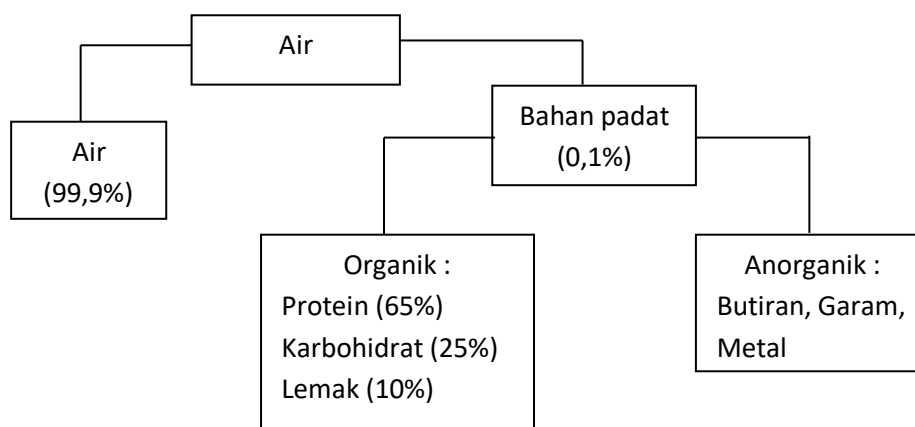 Air
Air
(99,9%)
Bahan padat
(0,1%)
Organik :
Protein (65%)
Karbohidrat (25%)
Lemak (10%)
Anorganik :
Butiran, Garam,
Metal